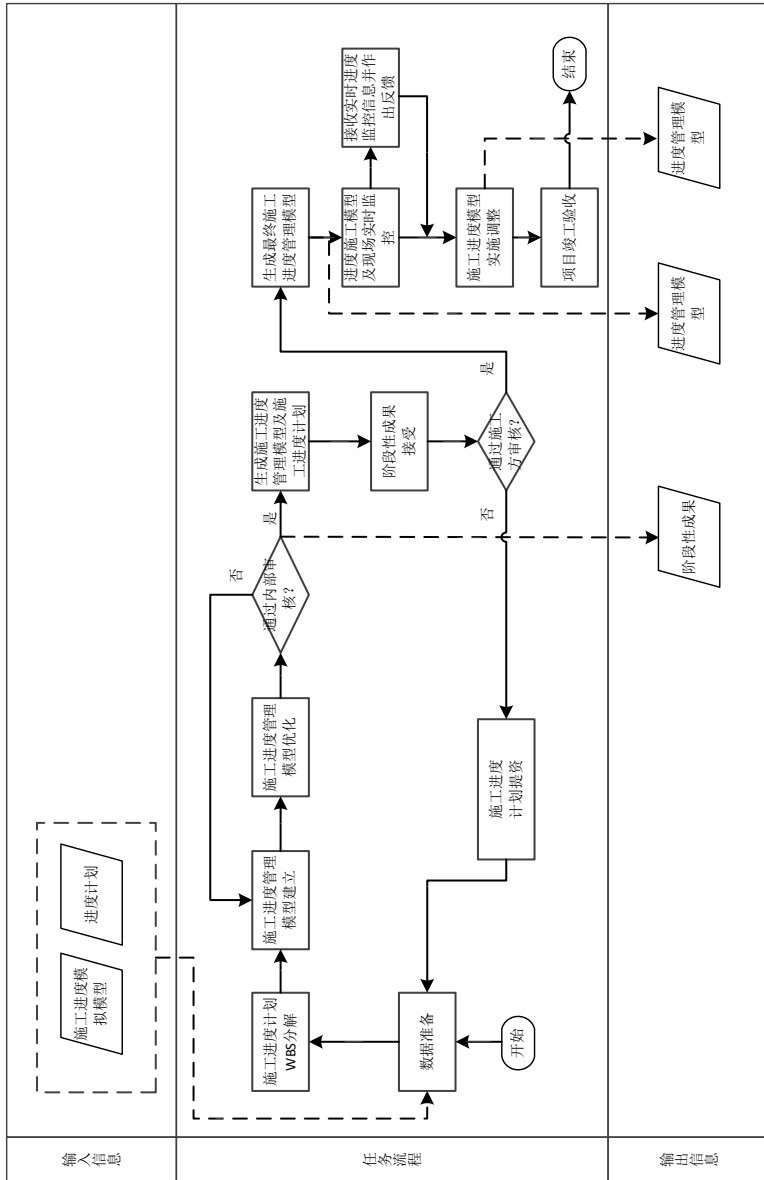 输入
信息
施工进度模
拟模型
进度计划
任务
流程
开始
数据准备
施工进度计划
WBS分解
施工进度管理
模型建立
施工进度管理
模型优化
通过内部审
核?
否
是
生成施工进度
管理模型及施
工进度计划
阶段性成果
接受
通过施工
方审核?
否
是
施工进度
计划提资
生成最终施工
进度管理模型
进度施工模型
及现场实时监
控
接收实时进度
监控信息并作
出反馈
施工进度模型
实施调整
项目竣工验收
结束
输出
信息
阶段性成果
进度管理模
型
进度管理模
型